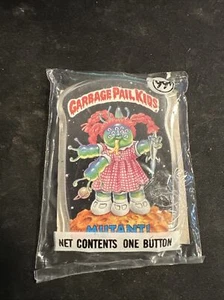 GARBAGE PAIL KIDS
MUTANT!
NET CONTENTS ONE BUTTON